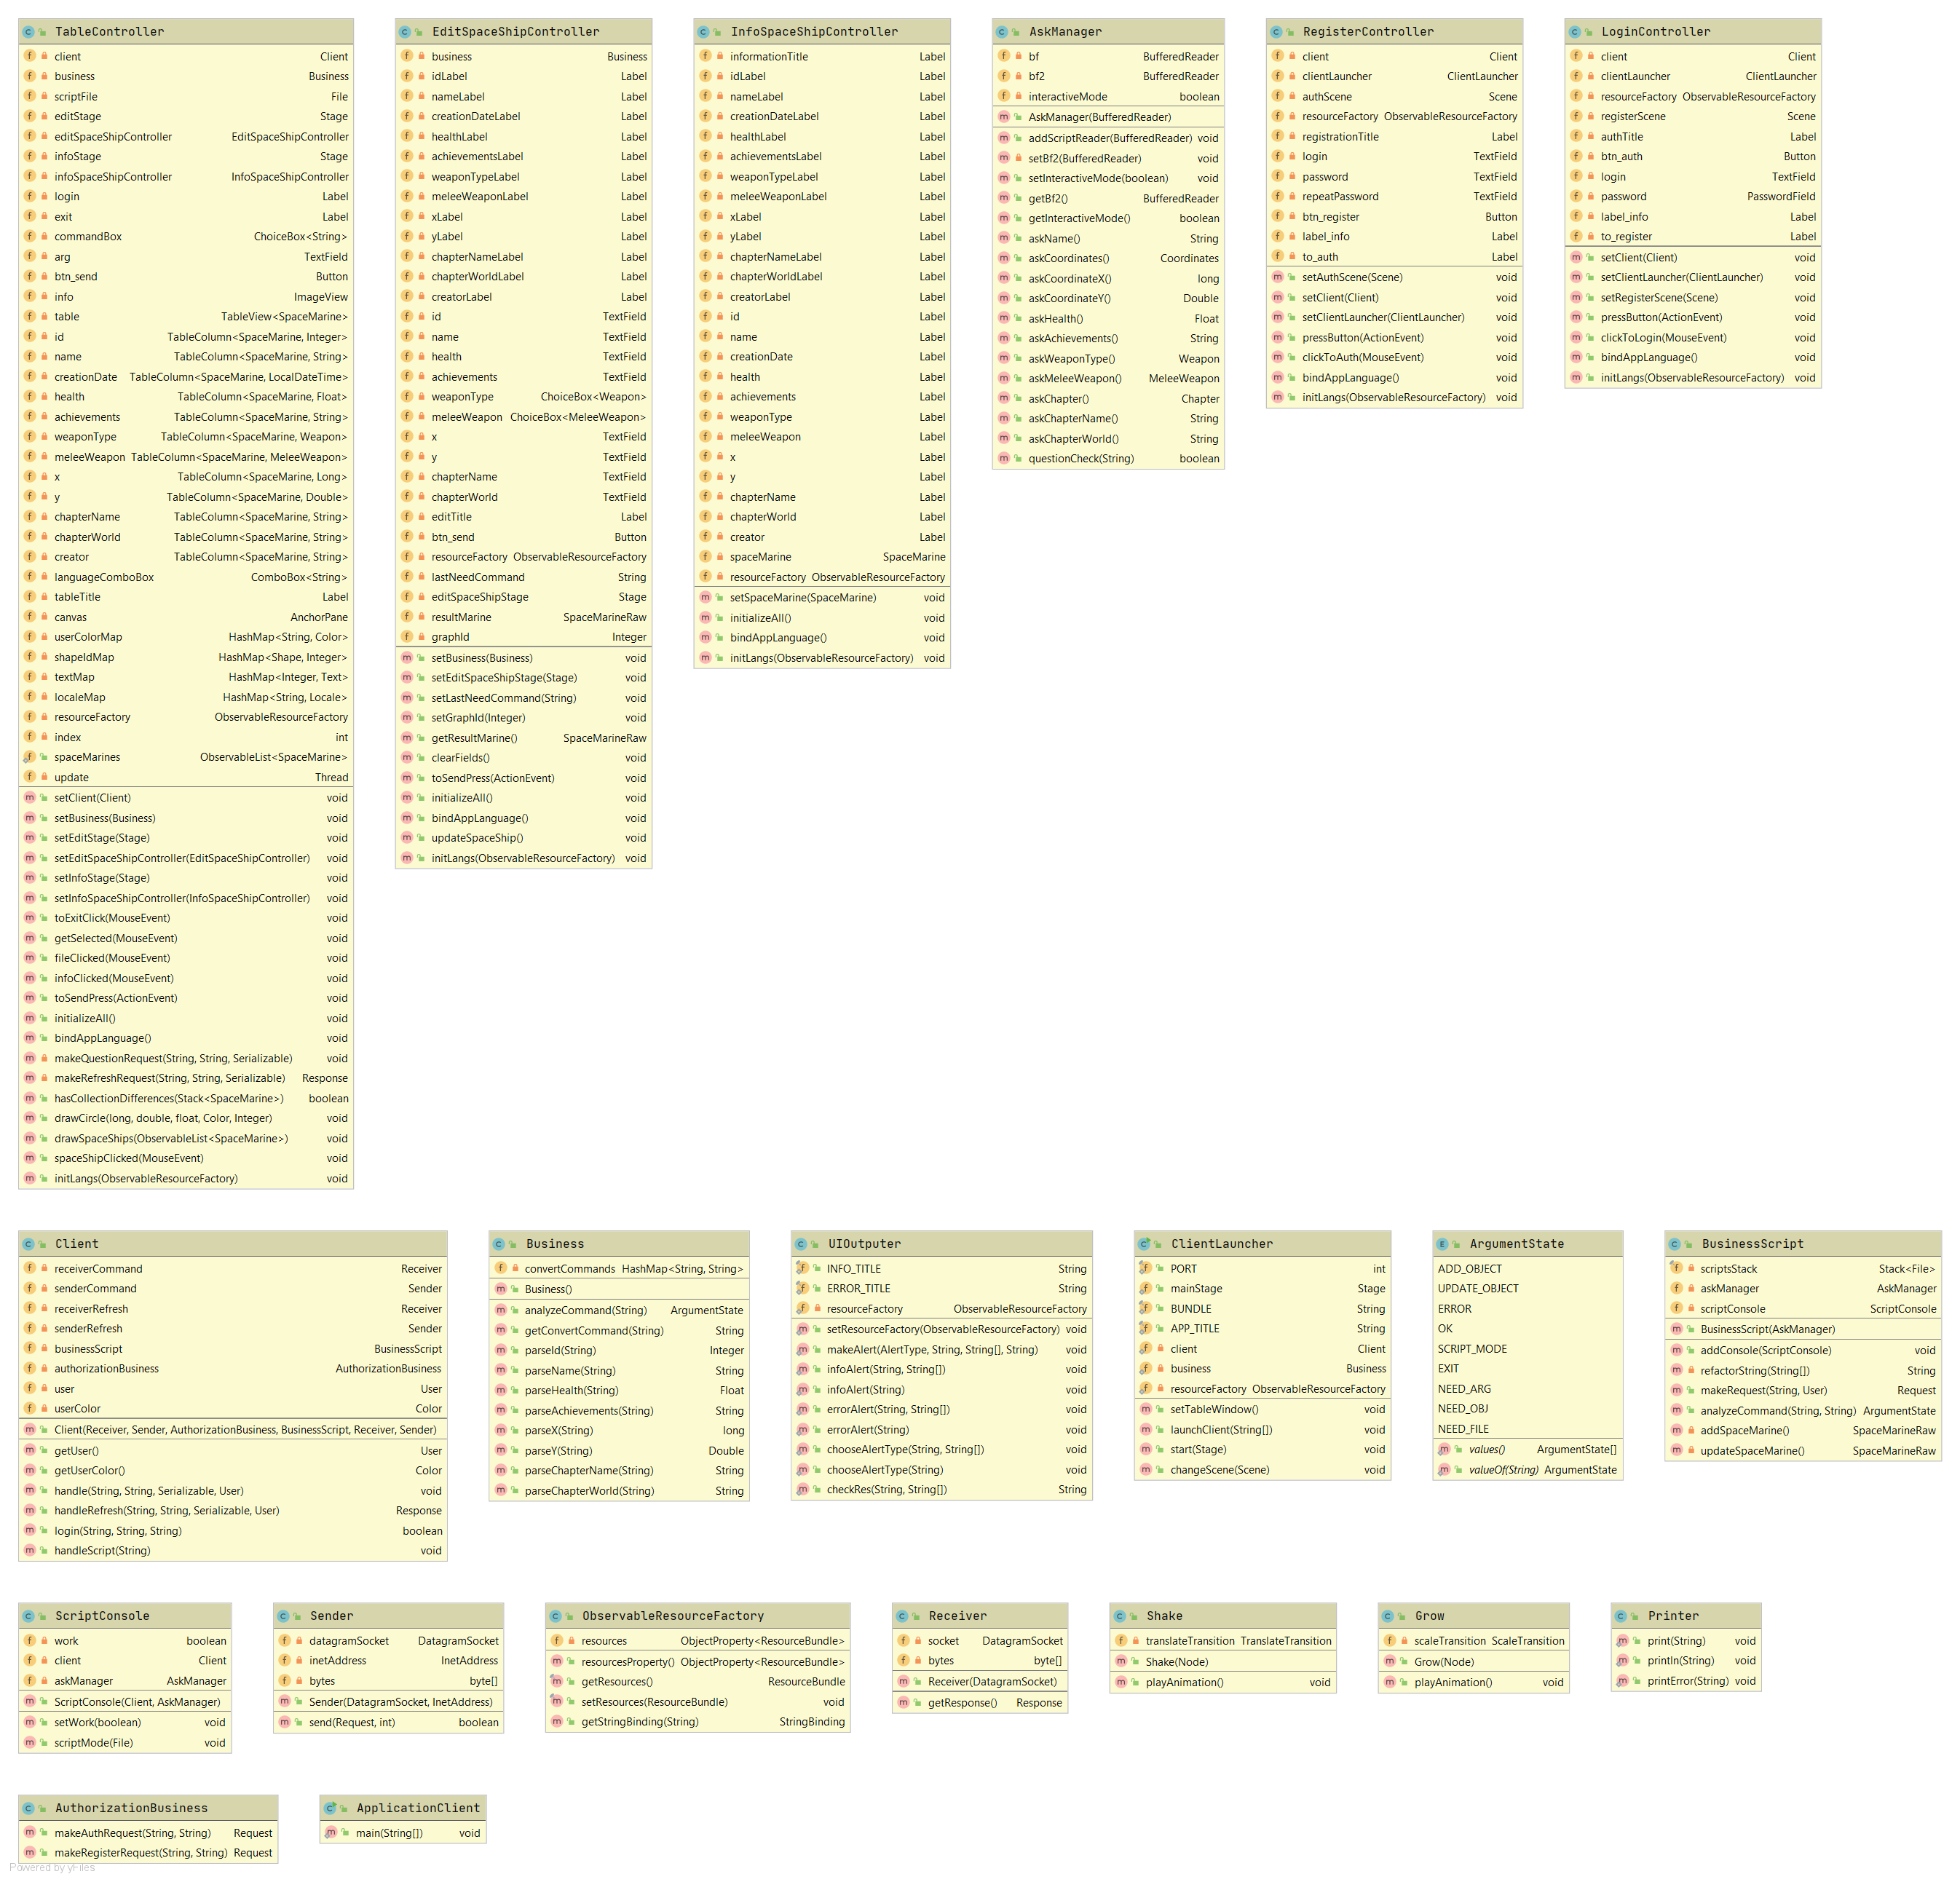 TableController
client Client
business Business
scriptFile File
editStage Stage
editSpaceShipController EditSpaceShipController
infoStage Stage
infoSpaceShipController InfoSpaceShipController
login Label
exit Label
commandBox ChoiceBox<String>
arg TextField
btn_send Button
info ImageView
table TableView<SpaceMarine>
id TableColumn<SpaceMarine, Integer>
name TableColumn<SpaceMarine, String>
creationDate TableColumn<SpaceMarine, LocalDateTime>
health TableColumn<SpaceMarine, Float>
achievements TableColumn<SpaceMarine, String>
weaponType TableColumn<SpaceMarine, Weapon>
meleeWeapon TableColumn<SpaceMarine, MeleeWeapon>
x TableColumn<SpaceMarine, Long>
y TableColumn<SpaceMarine, Double>
chapterName TableColumn<SpaceMarine, String>
chapterWorld TableColumn<SpaceMarine, String>
creator TableColumn<SpaceMarine, String>
languageComboBox ComboBox<String>
tableTitle Label
canvas AnchorPane
userColorMap HashMap<String, Color>
shapeIdMap HashMap<Shape, Integer>
textMap HashMap<Integer, Text>
localeMap HashMap<String, Locale>
resourceFactory ObservableResourceFactory
index int
spaceMarines ObservableList<SpaceMarine>
update Thread
setClient(Client) void
setBusiness(Business) void
setEditStage(Stage) void
setEditSpaceShipController(EditSpaceShipController) void
setInfoStage(Stage) void
setInfoSpaceShipController(InfoSpaceShipController) void
toExitClick(MouseEvent) void
getSelected(MouseEvent) void
fileClicked(MouseEvent) void
infoClicked(MouseEvent) void
toSendPress(ActionEvent) void
initializeAll() void
bindAppLanguage() void
makeQuestionRequest(String, String, Serializable) void
makeRefreshRequest(String, String, Serializable) Response
hasCollectionDifferences(Stack<SpaceMarine>) boolean
drawCircle(long, double, float, Color, Integer) void
drawSpaceShips(ObservableList<SpaceMarine>) void
spaceShipClicked(MouseEvent) void
initLangs(ObservableResourceFactory) void
EditSpaceShipController
business Business
idLabel Label
nameLabel Label
creationDateLabel Label
healthLabel Label
achievementsLabel Label
weaponTypeLabel Label
meleeWeaponLabel Label
xLabel Label
yLabel Label
chapterNameLabel Label
chapterWorldLabel Label
creatorLabel Label
id TextField
name TextField
health TextField
achievements TextField
weaponType ChoiceBox<Weapon>
meleeWeapon ChoiceBox<MeleeWeapon>
x TextField
y TextField
chapterName TextField
chapterWorld TextField
editTitle Label
btn_send Button
resourceFactory ObservableResourceFactory
lastNeedCommand String
editSpaceShipStage Stage
resultMarine SpaceMarineRaw
graphId Integer
setBusiness(Business) void
setEditSpaceShipStage(Stage) void
setLastNeedCommand(String) void
setGraphId(Integer) void
getResultMarine() SpaceMarineRaw
clearFields() void
toSendPress(ActionEvent) void
initializeAll() void
bindAppLanguage() void
updateSpaceShip() void
initLangs(ObservableResourceFactory) void
InfoSpaceShipController
informationTitle Label
idLabel Label
nameLabel Label
creationDateLabel Label
healthLabel Label
achievementsLabel Label
weaponTypeLabel Label
meleeWeaponLabel Label
xLabel Label
yLabel Label
chapterNameLabel Label
chapterWorldLabel Label
creatorLabel Label
id Label
name Label
creationDate Label
health Label
achievements Label
weaponType Label
meleeWeapon Label
x Label
y Label
chapterName Label
chapterWorld Label
creator Label
spaceMarine SpaceMarine
resourceFactory ObservableResourceFactory
setSpaceMarine(SpaceMarine) void
initializeAll() void
bindAppLanguage() void
initLangs(ObservableResourceFactory) void
AskManager
bf BufferedReader
bf2 BufferedReader
interactiveMode boolean
AskManager(BufferedReader)
addScriptReader(BufferedReader) void
setBf2(BufferedReader) void
setInteractiveMode(boolean) void
getBf2() BufferedReader
getInteractiveMode() boolean
askName() String
askCoordinates() Coordinates
askCoordinateX() long
askCoordinateY() Double
askHealth() Float
askAchievements() String
askWeaponType() Weapon
askMeleeWeapon() MeleeWeapon
askChapter() Chapter
askChapterName() String
askChapterWorld() String
questionCheck(String) boolean
RegisterController
client Client
clientLauncher ClientLauncher
authScene Scene
resourceFactory ObservableResourceFactory
registrationTitle Label
login TextField
password TextField
repeatPassword TextField
btn_register Button
label_info Label
to_auth Label
setAuthScene(Scene) void
setClient(Client) void
setClientLauncher(ClientLauncher) void
pressButton(ActionEvent) void
clickToAuth(MouseEvent) void
bindAppLanguage() void
initLangs(ObservableResourceFactory) void
LoginController
client Client
clientLauncher ClientLauncher
resourceFactory ObservableResourceFactory
registerScene Scene
authTitle Label
btn_auth Button
login TextField
password PasswordField
label_info Label
to_register Label
setClient(Client) void
setClientLauncher(ClientLauncher) void
setRegisterScene(Scene) void
pressButton(ActionEvent) void
clickToLogin(MouseEvent) void
bindAppLanguage() void
initLangs(ObservableResourceFactory) void
Client
receiverCommand Receiver
senderCommand Sender
receiverRefresh Receiver
senderRefresh Sender
businessScript BusinessScript
authorizationBusiness AuthorizationBusiness
user User
userColor Color
Client(Receiver, Sender, AuthorizationBusiness, BusinessScript, Receiver, Sender)
getUser() User
getUserColor() Color
handle(String, String, Serializable, User) void
handleRefresh(String, String, Serializable, User) Response
login(String, String, String) boolean
handleScript(String) void
Business
convertCommands HashMap<String, String>
Business()
analyzeCommand(String) ArgumentState
getConvertCommand(String) String
parseId(String) Integer
parseName(String) String
parseHealth(String) Float
parseAchievements(String) String
parseX(String) long
parseY(String) Double
parseChapterName(String) String
parseChapterWorld(String) String
UIOutputer
INFO_TITLE String
ERROR_TITLE String
resourceFactory ObservableResourceFactory
setResourceFactory(ObservableResourceFactory) void
makeAlert(AlertType, String, String[], String) void
infoAlert(String, String[]) void
infoAlert(String) void
errorAlert(String, String[]) void
errorAlert(String) void
chooseAlertType(String, String[]) void
chooseAlertType(String) void
checkRes(String, String[]) String
ClientLauncher
PORT int
mainStage Stage
BUNDLE String
APP_TITLE String
client Client
business Business
resourceFactory ObservableResourceFactory
setTableWindow() void
launchClient(String[]) void
start(Stage) void
changeScene(Scene) void
ArgumentState
ADD_OBJECT
UPDATE_OBJECT
ERROR
OK
SCRIPT_MODE
EXIT
NEED_ARG
NEED_OBJ
NEED_FILE
values() ArgumentState[]
valueOf(String) ArgumentState
BusinessScript
scriptsStack Stack<File>
askManager AskManager
scriptConsole ScriptConsole
BusinessScript(AskManager)
addConsole(ScriptConsole) void
refactorString(String[]) String
makeRequest(String, User) Request
analyzeCommand(String, String) ArgumentState
addSpaceMarine() SpaceMarineRaw
updateSpaceMarine() SpaceMarineRaw
ScriptConsole
work boolean
client Client
askManager AskManager
ScriptConsole(Client, AskManager)
setWork(boolean) void
scriptMode(File) void
Sender
datagramSocket DatagramSocket
inetAddress InetAddress
bytes byte[]
Sender(DatagramSocket, InetAddress)
send(Request, int) boolean
ObservableResourceFactory
resources ObjectProperty<ResourceBundle>
resourcesProperty() ObjectProperty<ResourceBundle>
getResources() ResourceBundle
setResources(ResourceBundle) void
getStringBinding(String) StringBinding
Receiver
socket DatagramSocket
bytes byte[]
Receiver(DatagramSocket)
getResponse() Response
Shake
translateTransition TranslateTransition
Shake(Node)
playAnimation() void
Grow
scaleTransition ScaleTransition
Grow(Node)
playAnimation() void
Printer
print(String) void
println(String) void
printError(String) void
AuthorizationBusiness
makeAuthRequest(String, String) Request
makeRegisterRequest(String, String) Request
ApplicationClient
main(String[]) void
Powered by yFiles